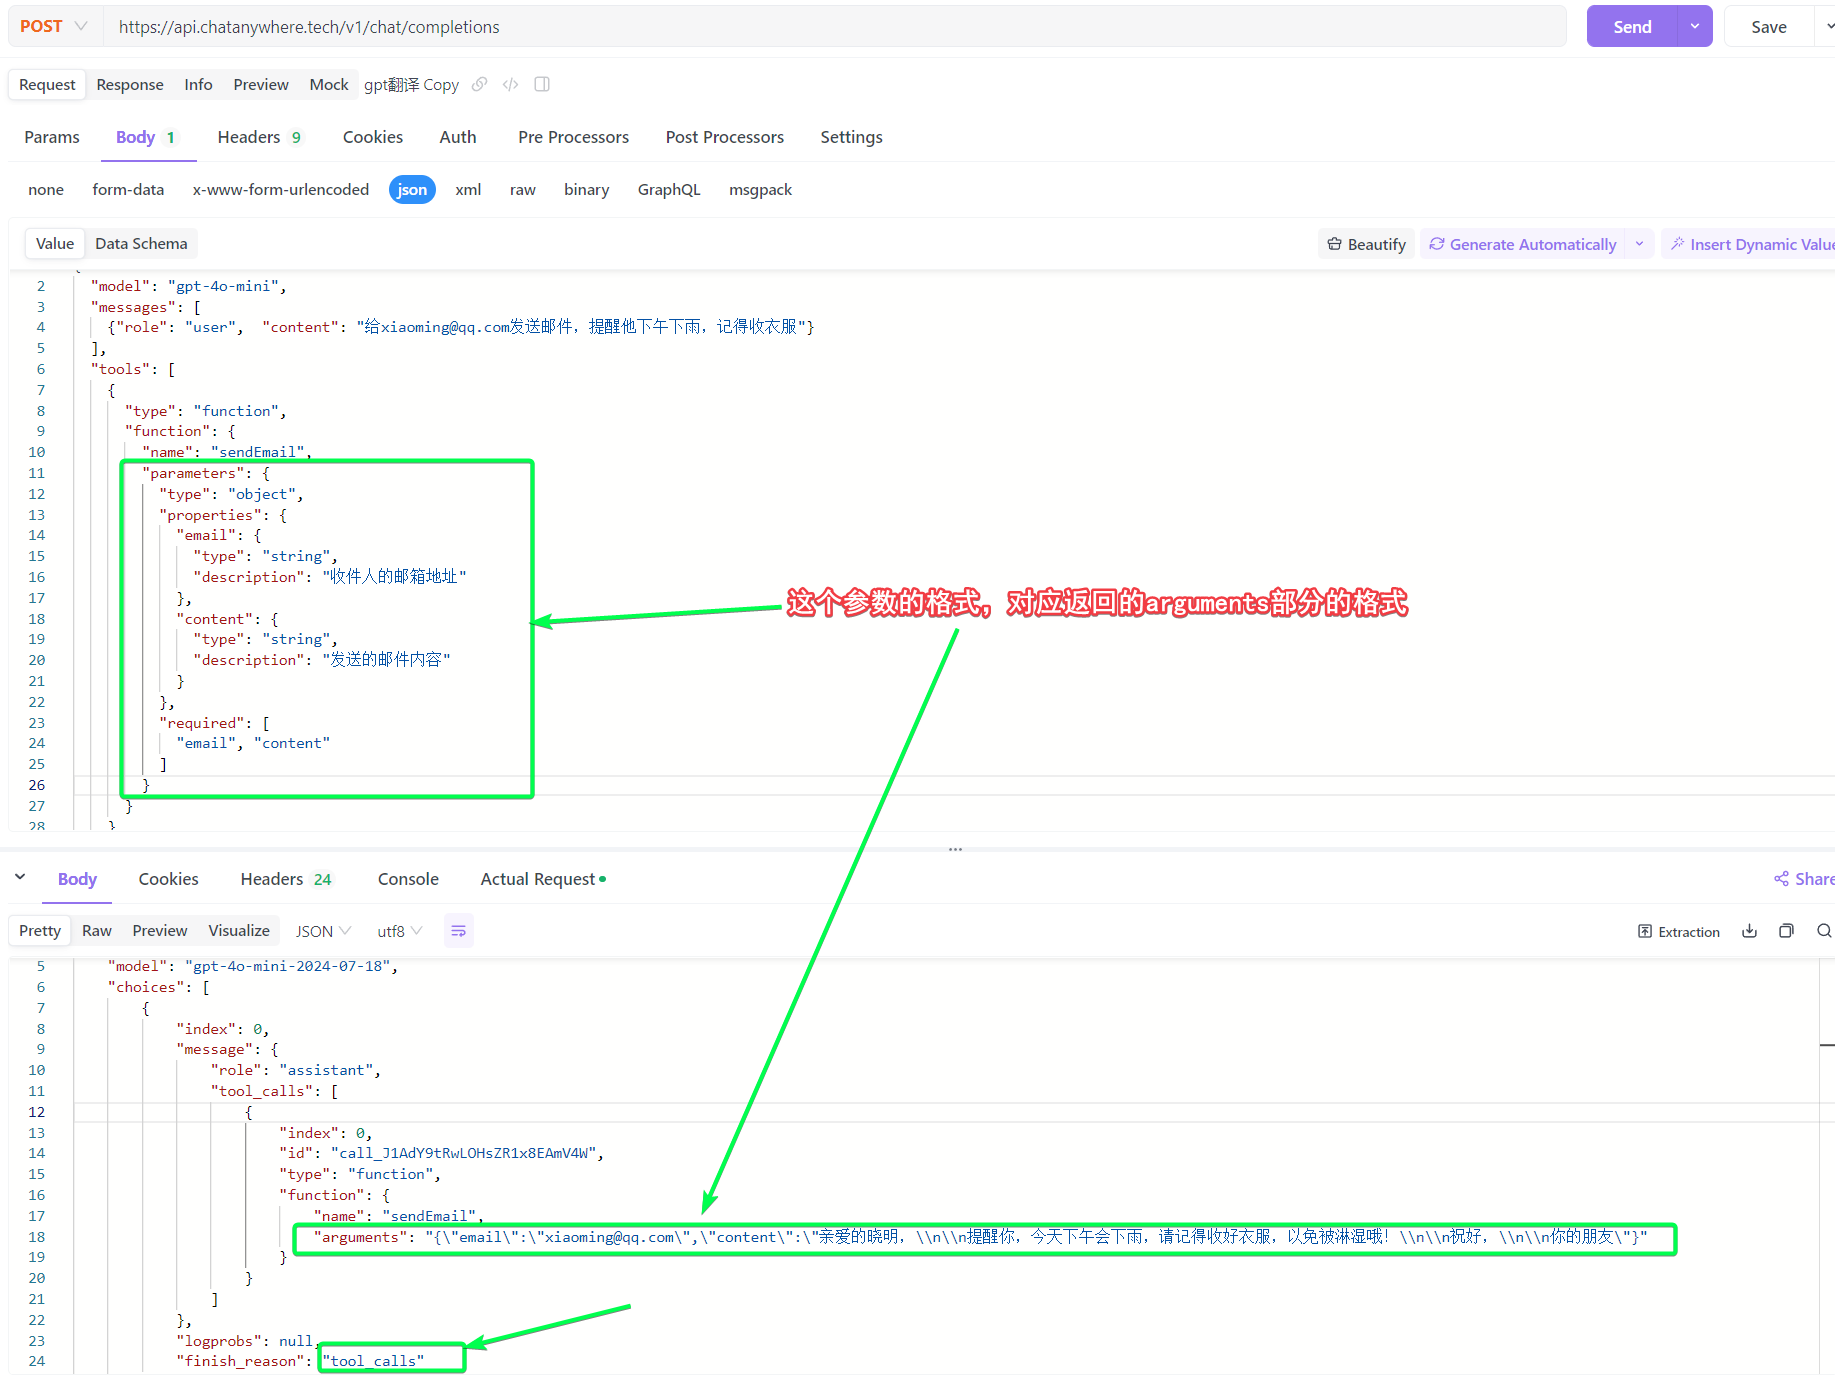 POST https://api.chatanywhere.tech/v1/chat/completions Send Save
Request Response Info Preview Mock gpt翻译 Copy
Params Body 1 Headers 9 Cookies Auth Pre Processors Post Processors Settings
none form-data x-www-form-urlencoded json xml raw binary GraphQL msgpack
Value Data Schema Beautify Generate Automatically Insert Dynamic Value
2 "model": "gpt-4o-mini",
3 "messages": [
4 {"role": "user", "content": "给xiaoming@qq.com发送邮件，提醒他下午下雨，记得收衣服"}
5 ],
6 "tools": [
7 {
8 "type": "function",
9 "function": {
10 "name": "sendEmail",
11 "parameters": {
12 "type": "object",
13 "properties": {
14 "email": {
15 "type": "string",
16 "description": "收件人的邮箱地址"
17 },
18 "content": {
19 "type": "string",
20 "description": "发送的邮件内容"
21 }
22 },
23 "required": [
24 "email", "content"
25 ]
26 }
27 }
28 }
这个参数的格式，对应返回的arguments部分的格式
Body Cookies Headers 24 Console Actual Request Share
Pretty Raw Preview Visualize JSON utf8 Extraction
5 "model": "gpt-4o-mini-2024-07-18",
6 "choices": [
7 {
8 "index": 0,
9 "message": {
10 "role": "assistant",
11 "tool_calls": [
12 {
13 "index": 0,
14 "id": "call_J1AdY9tRwLOHsZR1x8EAmV4W",
15 "type": "function",
16 "function": {
17 "name": "sendEmail",
18 "arguments": "{\"email\":\"xiaoming@qq.com\",\"content\":\"亲爱的晓明，\\n\\n提醒你，今天下午会下雨，请记得收好衣服，以免被淋湿哦！\\n\\n祝好，\\n\\n你的朋友\"}"
19 }
20 }
21 ]
22 },
23 "logprobs": null,
24 "finish_reason": "tool_calls"